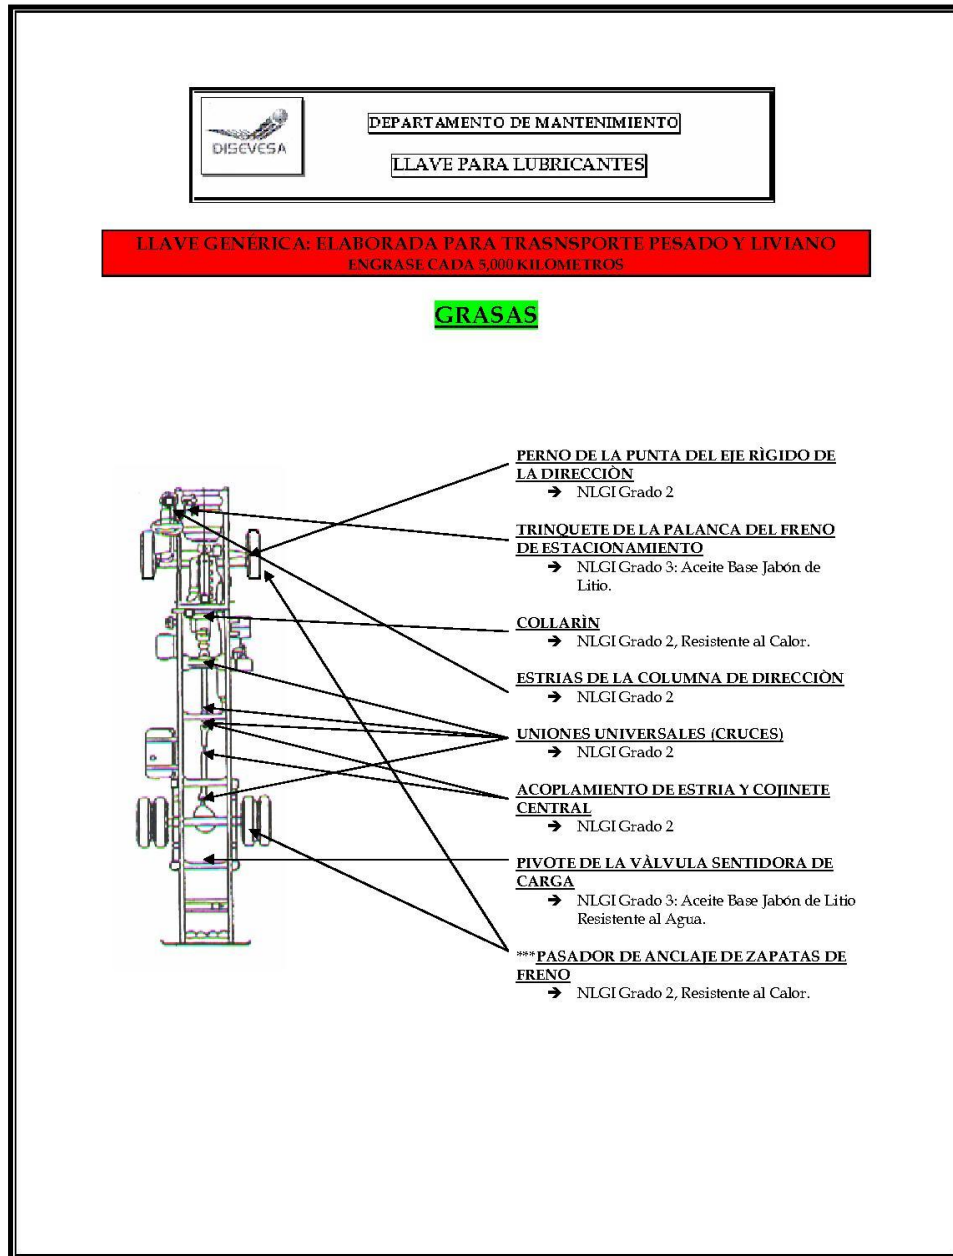 DISEVESA
DEPARTAMENTO DE MANTENIMIENTO
LLAVE PARA LUBRICANTES
LLAVE GENÉRICA: ELABORADA PARA TRASNSPORTE PESADO Y LIVIANO
ENGRASE CADA 5,000 KILOMETROS
GRASAS
PERNO DE LA PUNTA DEL EJE RÌGIDO DE
LA DIRECCIÒN
➔ NLGI Grado 2
TRINQUETE DE LA PALANCA DEL FRENO
DE ESTACIONAMIENTO
➔ NLGI Grado 3: Aceite Base Jabón de
Litio.
COLLARÌN
➔ NLGI Grado 2, Resistente al Calor.
ESTRIAS DE LA COLUMNA DE DIRECCIÒN
➔ NLGI Grado 2
UNIONES UNIVERSALES (CRUCES)
➔ NLGI Grado 2
ACOPLAMIENTO DE ESTRIA Y COJINETE
CENTRAL
➔ NLGI Grado 2
PIVOTE DE LA VÀLVULA SENTIDORA DE
CARGA
➔ NLGI Grado 3: Aceite Base Jabón de Litio
Resistente al Agua.
***PASADOR DE ANCLAJE DE ZAPATAS DE
FRENO
➔ NLGI Grado 2, Resistente al Calor.